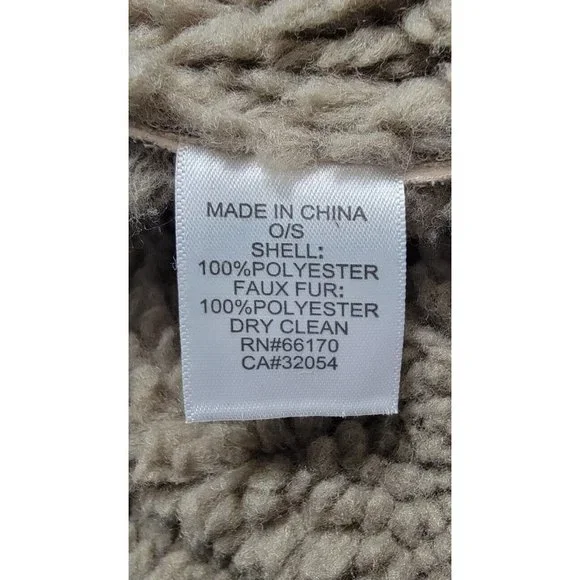 MADE IN CHINA
O/S
SHELL:
100%POLYESTER
FAUX FUR:
100%POLYESTER
DRY CLEAN
RN#66170
CA#32054